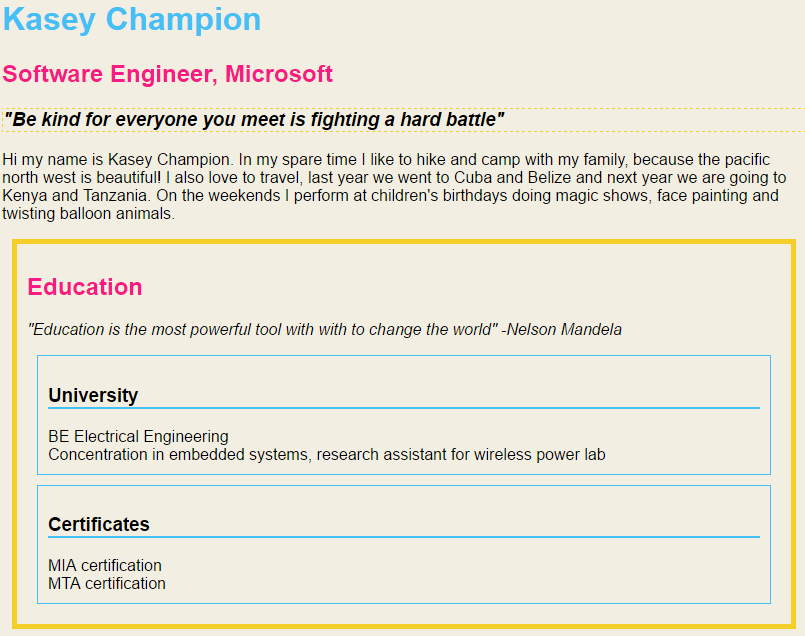 Kasey Champion
Software Engineer, Microsoft
"Be kind for everyone you meet is fighting a hard battle"
Hi my name is Kasey Champion. In my spare time I like to hike and camp with my family, because the pacific
north west is beautiful! I also love to travel, last year we went to Cuba and Belize and next year we are going to
Kenya and Tanzania. On the weekends I perform at children's birthdays doing magic shows, face painting and
twisting balloon animals.
Education
"Education is the most powerful tool with with to change the world" -Nelson Mandela
University
BE Electrical Engineering
Concentration in embedded systems, research assistant for wireless power lab
Certificates
MIA certification
MTA certification